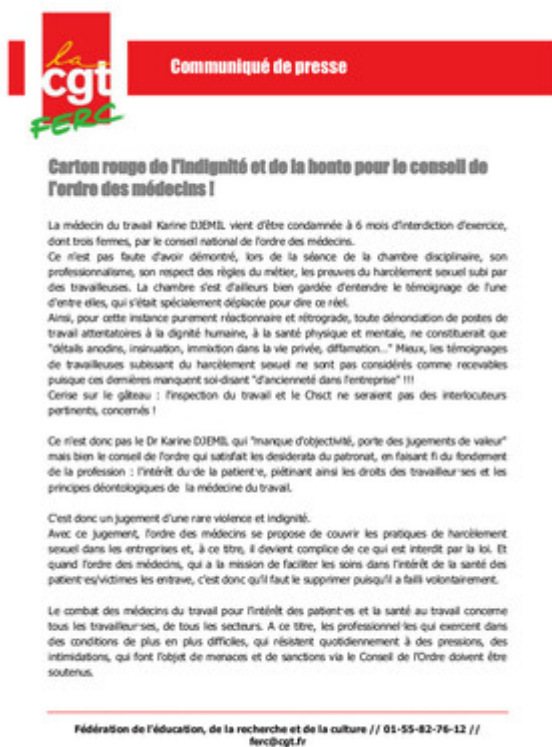 la
cgt
FERC
Communiqué de presse
Carton rouge de l'indignité et de la honte pour le conseil de
l'ordre des médecins !
La médecin du travail Karine DJEMIL vient d'être condamnée à 6 mois d'interdiction d'exercice,
dont trois fermes, par le conseil national de l'ordre des médecins.
Ce n'est pas faute d'avoir démontré, lors de la séance de la chambre disciplinaire, son
professionnalisme, son respect des règles du métier, les preuves du harcèlement sexuel subi par
des travailleuses. La chambre s'est d'ailleurs bien gardée d'entendre le témoignage de l'une
d'entre elles, qui s'était spécialement déplacée pour dire ce réel.
Ainsi, pour cette instance purement réactionnaire et rétrograde, toute dénonciation de postes de
travail attentatoires à la dignité humaine, à la santé physique et mentale, ne constituerait que
"détails anodins, insinuation, immixtion dans la vie privée, diffamation..." Mieux, les témoignages
de travailleuses subissant du harcèlement sexuel ne sont pas considérés comme recevables
puisque ces dernières manquent soi-disant "d'ancienneté dans l'entreprise" !!!
Cerise sur le gâteau : l'inspection du travail et le Chsct ne seraient pas des interlocuteurs
pertinents, concernés !
Ce n'est donc pas le Dr Karine DJEMIL qui "manque d'objectivité, porte des jugements de valeur"
mais bien le conseil de l'ordre qui satisfait les desiderata du patronat, en faisant fi du fondement
de la profession : l'intérêt du·de la patient·e, piétinant ainsi les droits des travailleur·ses et les
principes déontologiques de la médecine du travail.
C'est donc un jugement d'une rare violence et indignité.
Avec ce jugement, l'ordre des médecins se propose de couvrir les pratiques de harcèlement
sexuel dans les entreprises et, à ce titre, il devient complice de ce qui est interdit par la loi. Et
quand l'ordre des médecins, qui a la mission de faciliter les soins dans l'intérêt de la santé des
patient·es/victimes les entrave, c'est donc qu'il faut le supprimer puisqu'il a failli volontairement.
Le combat des médecins du travail pour l'intérêt des patient·es et la santé au travail concerne
tous les travailleur·ses, de tous les secteurs. A ce titre, les professionnel·les qui exercent dans
des conditions de plus en plus difficiles, qui résistent quotidiennement à des pressions, des
intimidations, qui font l'objet de menaces et de sanctions via le Conseil de l'Ordre doivent être
soutenus.
Fédération de l'éducation, de la recherche et de la culture // 01-55-82-76-12 //
ferc@cgt.fr